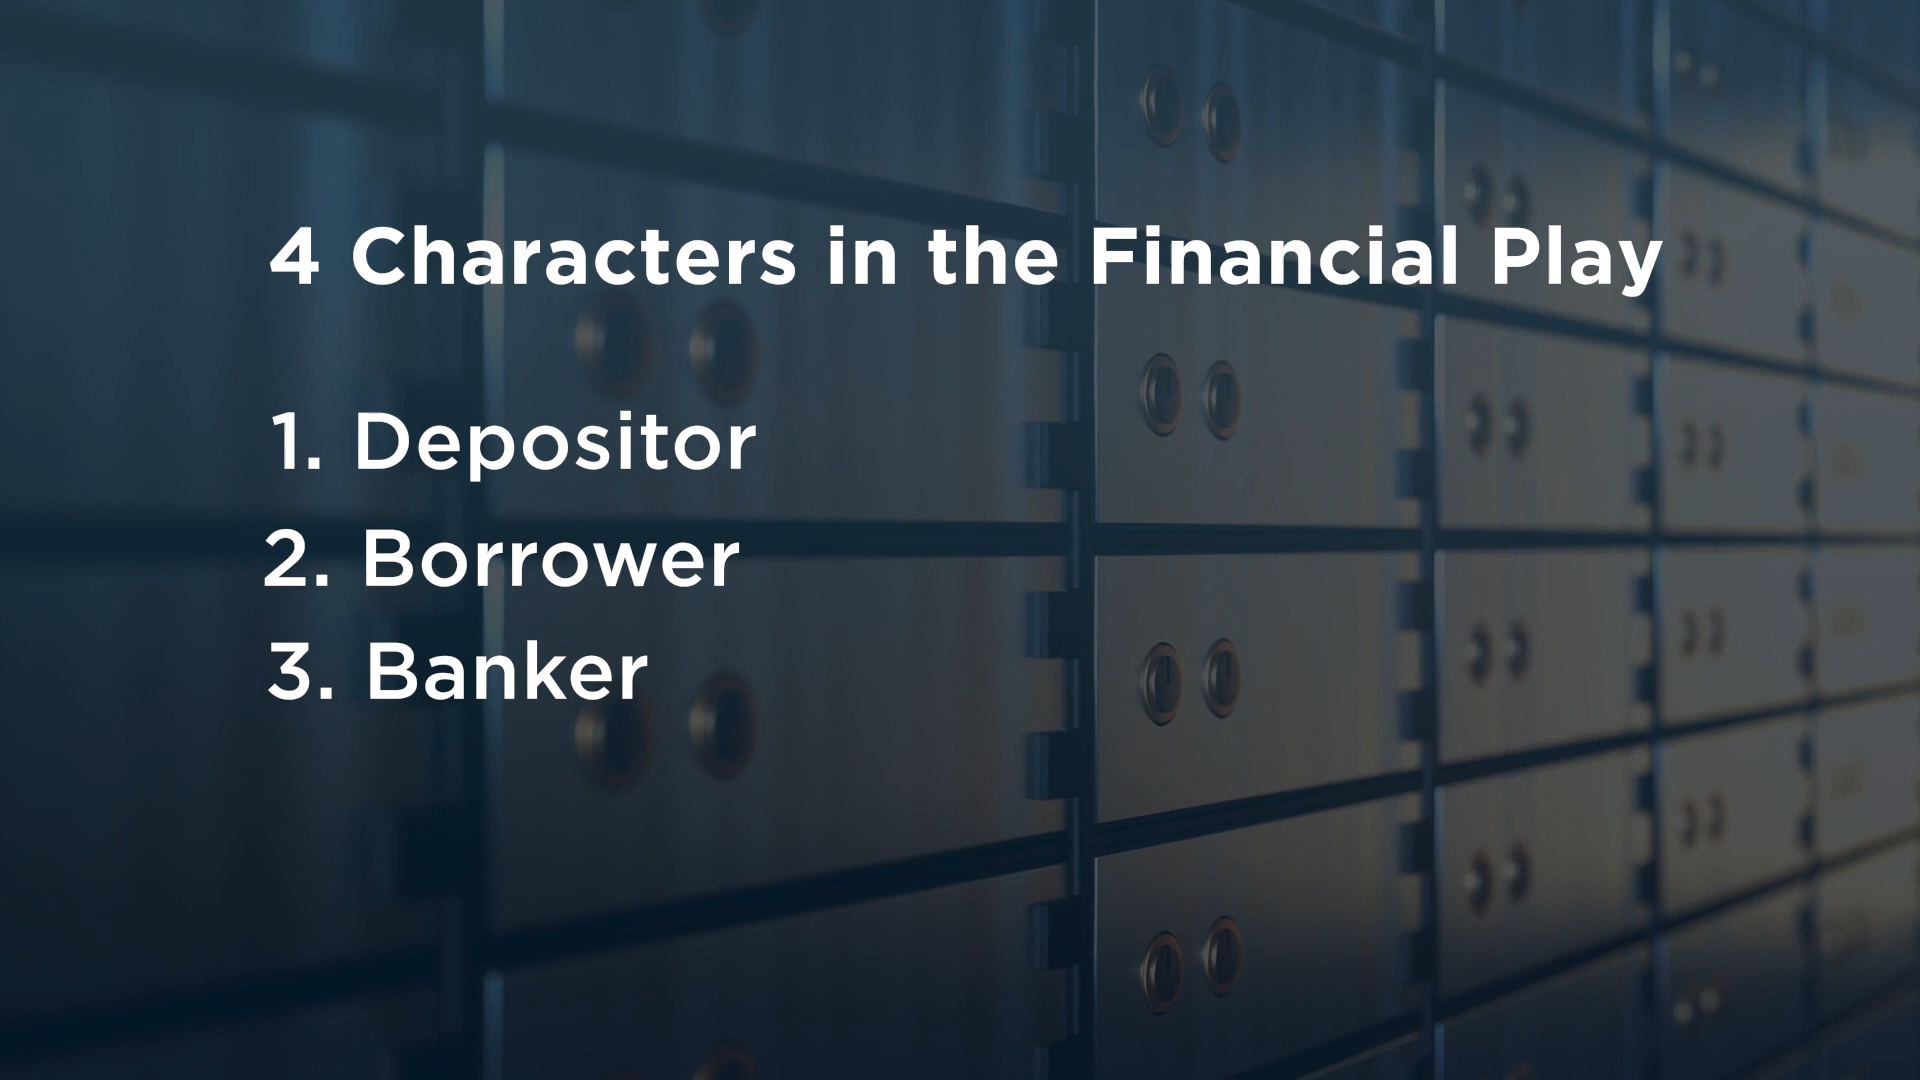 4 Characters in the Financial Play
1. Depositor
2. Borrower
3. Banker